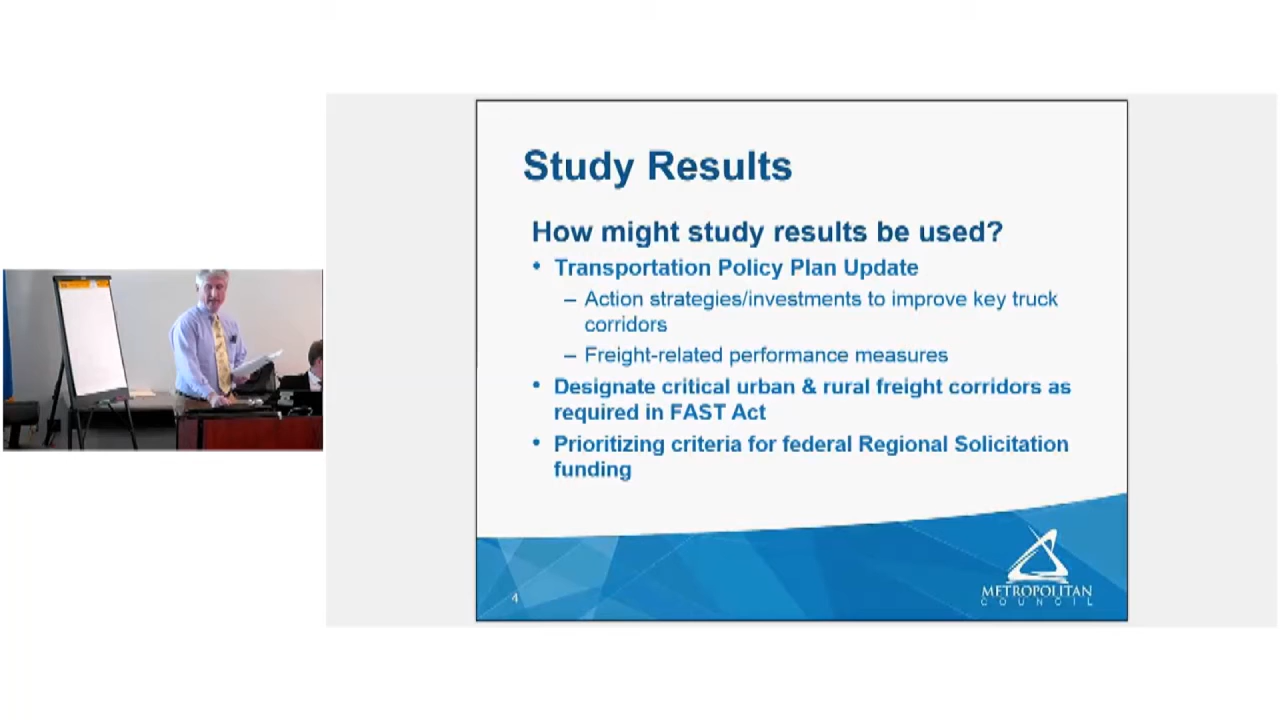 Study Results
How might study results be used?
• Transportation Policy Plan Update
– Action strategies/investments to improve key truck
corridors
– Freight-related performance measures
• Designate critical urban & rural freight corridors as
required in FAST Act
• Prioritizing criteria for federal Regional Solicitation
funding
4
METROPOLITAN
COUNCIL